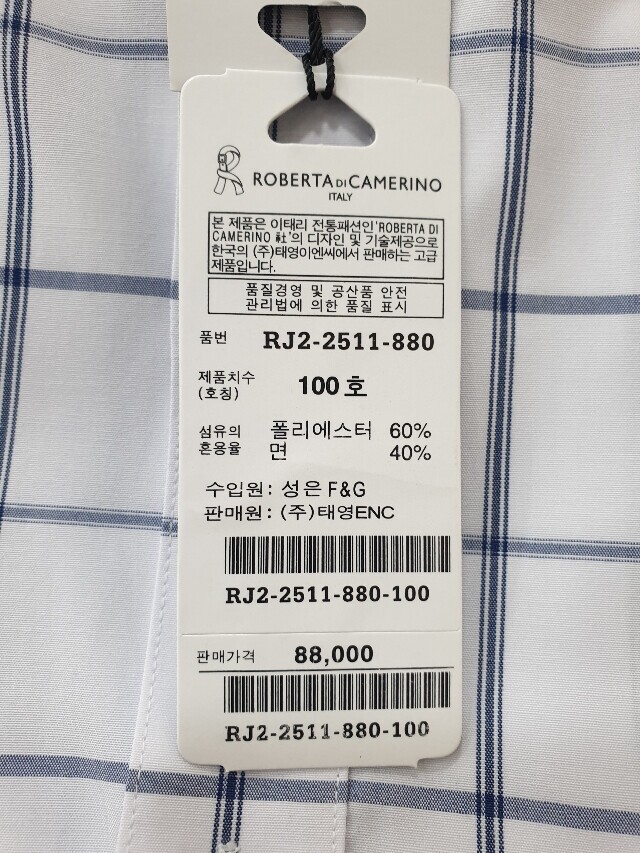 ROBERTA DI CAMERINO
ITALY
본 제품은 이태리 전통패션인 'ROBERTA DI
CAMERINO 社'의 디자인 및 기술제공으로
한국의 (주)태영이엔씨에서 판매하는 고급
제품입니다.
품질경영 및 공산품 안전
관리법에 의한 품질 표시
품번 RJ2-2511-880
제품치수
(호칭) 100 호
섬유의 폴리에스터 60%
혼용율 면 40%
수입원: 성은 F&G
판매원: (주)태영ENC
RJ2-2511-880-100
판매가격 88,000
RJ2-2511-880-100